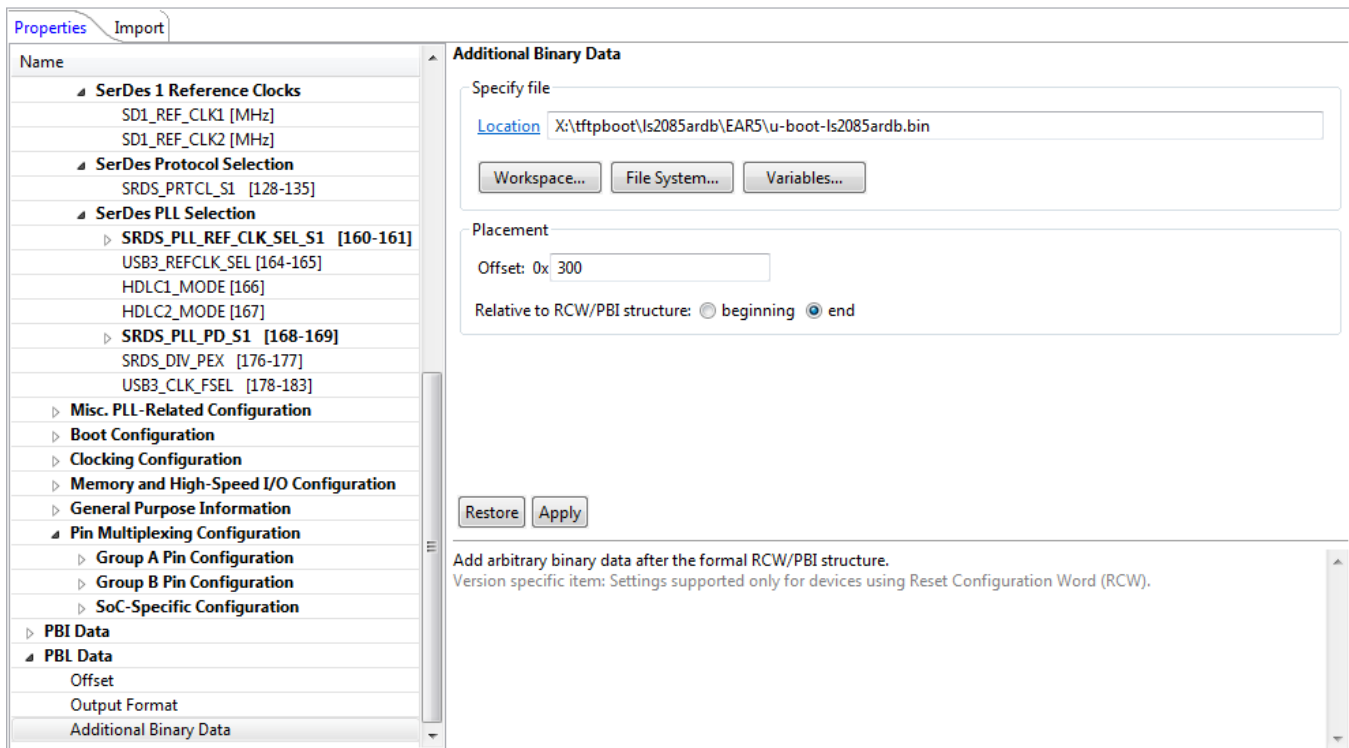 Properties Import
Name
SerDes 1 Reference Clocks
SD1_REF_CLK1 [MHz]
SD1_REF_CLK2 [MHz]
SerDes Protocol Selection
SRDS_PRTCL_S1 [128-135]
SerDes PLL Selection
SRDS_PLL_REF_CLK_SEL_S1 [160-161]
USB3_REFCLK_SEL [164-165]
HDLC1_MODE [166]
HDLC2_MODE [167]
SRDS_PLL_PD_S1 [168-169]
SRDS_DIV_PEX [176-177]
USB3_CLK_FSEL [178-183]
Misc. PLL-Related Configuration
Boot Configuration
Clocking Configuration
Memory and High-Speed I/O Configuration
General Purpose Information
Pin Multiplexing Configuration
Group A Pin Configuration
Group B Pin Configuration
SoC-Specific Configuration
PBI Data
PBL Data
Offset
Output Format
Additional Binary Data
Additional Binary Data
Specify file
Location X:\tftpboot\ls2085ardb\EAR5\u-boot-ls2085ardb.bin
Workspace... File System... Variables...
Placement
Offset: 0x 300
Relative to RCW/PBI structure: beginning end
Restore Apply
Add arbitrary binary data after the formal RCW/PBI structure.
Version specific item: Settings supported only for devices using Reset Configuration Word (RCW).